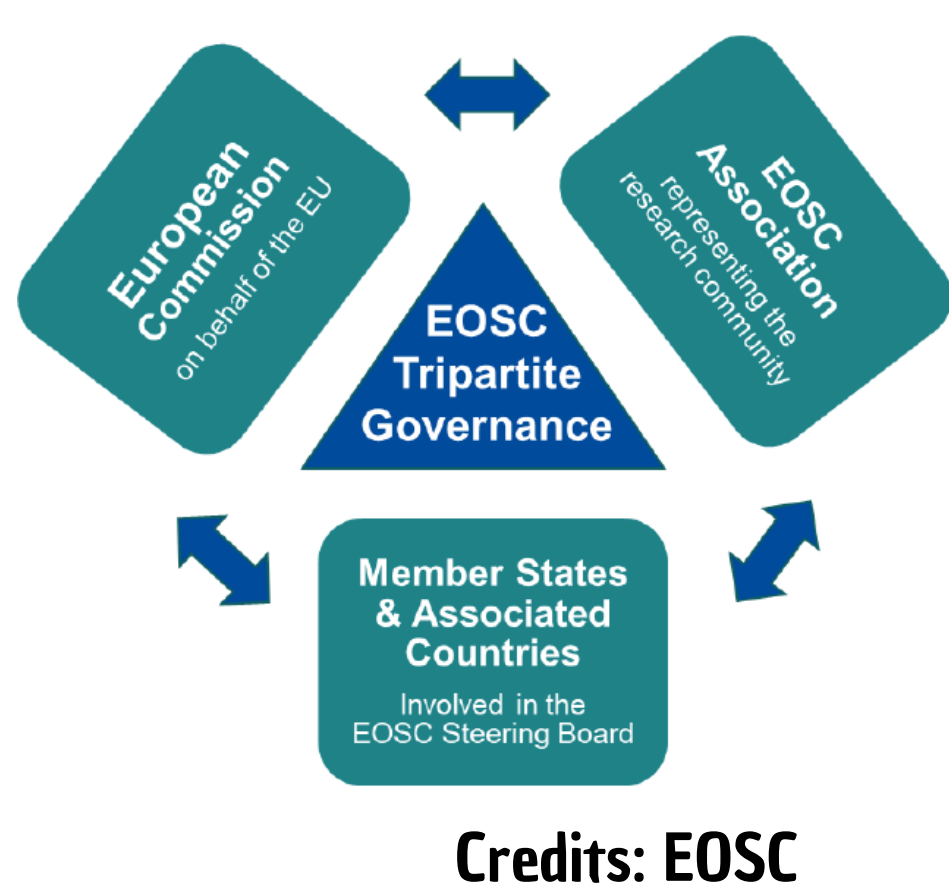 European
Commission
on behalf of the EU
EOSC
Association
representing the
research community
EOSC
Tripartite
Governance
Member States
& Associated
Countries
Involved in the
EOSC Steering Board
Credits: EOSC